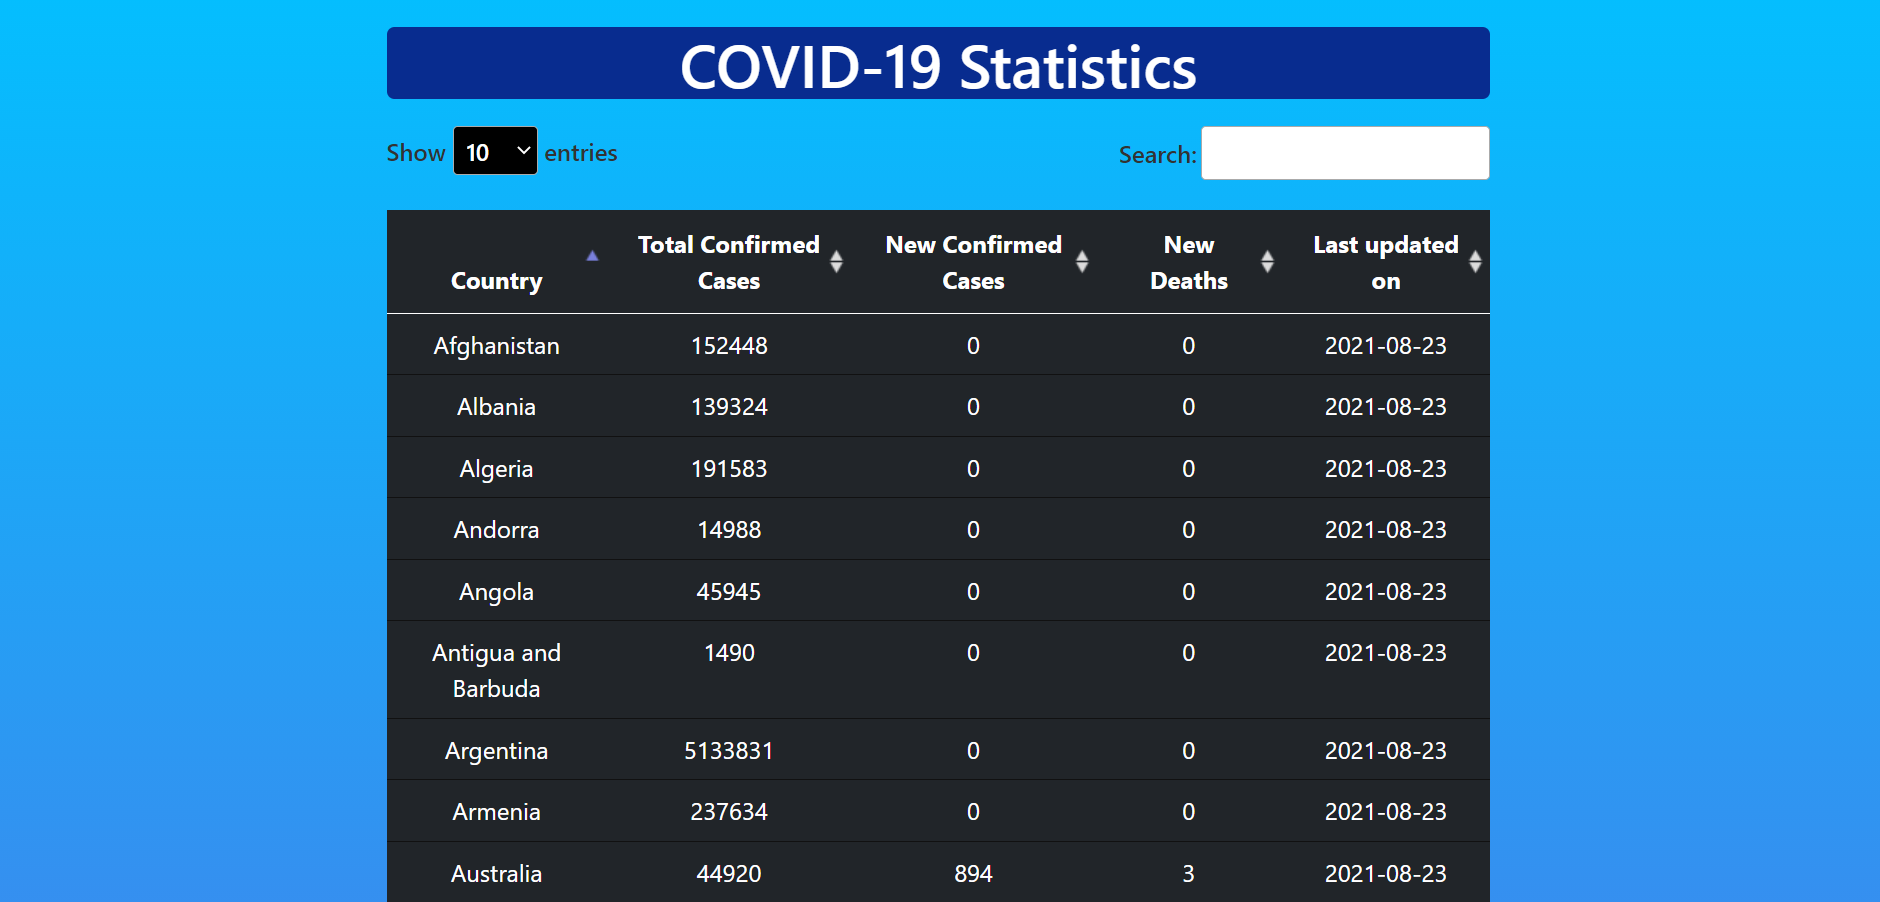 COVID-19 Statistics
Show 10 entries
Search:
Country Total Confirmed Cases New Confirmed Cases New Deaths Last updated on
Afghanistan 152448 0 0 2021-08-23
Albania 139324 0 0 2021-08-23
Algeria 191583 0 0 2021-08-23
Andorra 14988 0 0 2021-08-23
Angola 45945 0 0 2021-08-23
Antigua and Barbuda 1490 0 0 2021-08-23
Argentina 5133831 0 0 2021-08-23
Armenia 237634 0 0 2021-08-23
Australia 44920 894 3 2021-08-23